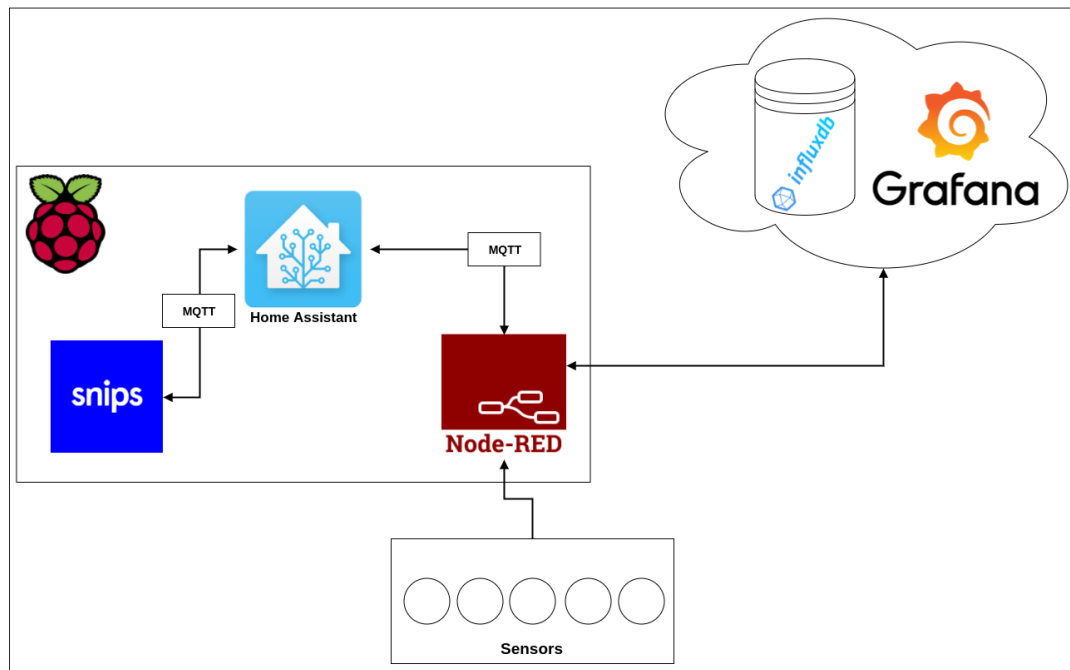 influxdb
Grafana
MQTT
Home Assistant
MQTT
snips
Node-RED
Sensors